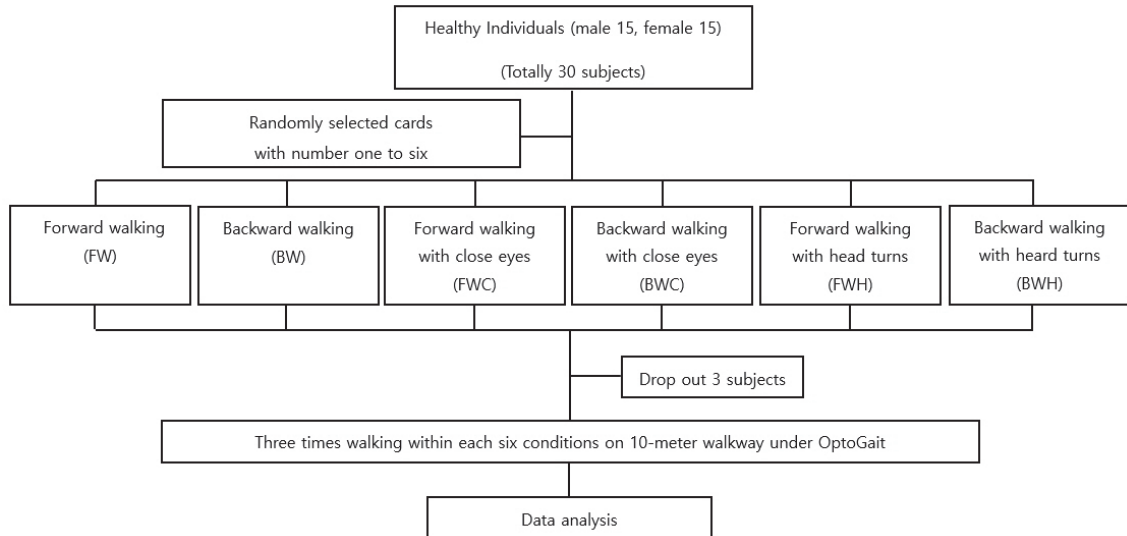 Healthy Individuals (male 15, female 15)
(Totally 30 subjects)
Randomly selected cards
with number one to six
Forward walking
(FW)
Backward walking
(BW)
Forward walking
with close eyes
(FWC)
Backward walking
with close eyes
(BWC)
Forward walking
with head turns
(FWH)
Backward walking
with heard turns
(BWH)
Drop out 3 subjects
Three times walking within each six conditions on 10-meter walkway under OptoGait
Data analysis